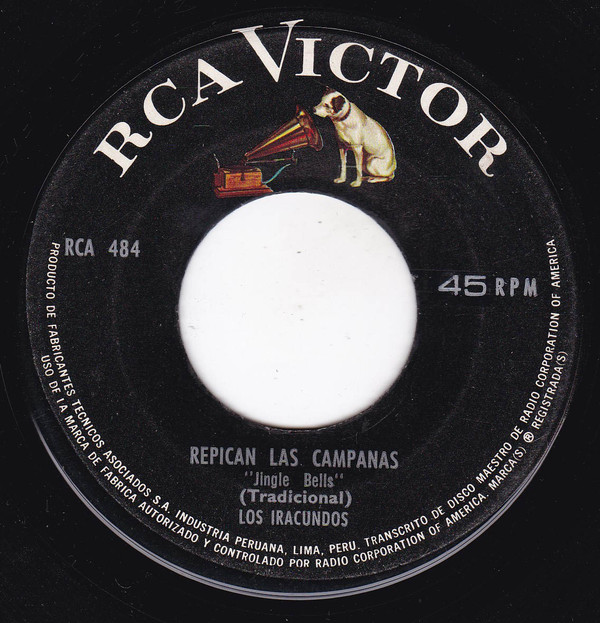 RCA VICTOR
RCA 484
45 RPM
REPICAN LAS CAMPANAS
"Jingle Bells"
(Tradicional)
LOS IRACUNDOS
PRODUCTO DE FABRICANTES TECNICOS ASOCIADOS S.A. INDUSTRIA PERUANA, LIMA, PERU. TRANSCRITO DE DISCO MAESTRO DE RADIO CORPORATION OF AMERICA.
USO DE LA MARCA DE FABRICA AUTORIZADO Y CONTROLADO POR RADIO CORPORATION OF AMERICA. MARCA(S) ® REGISTRADA(S)